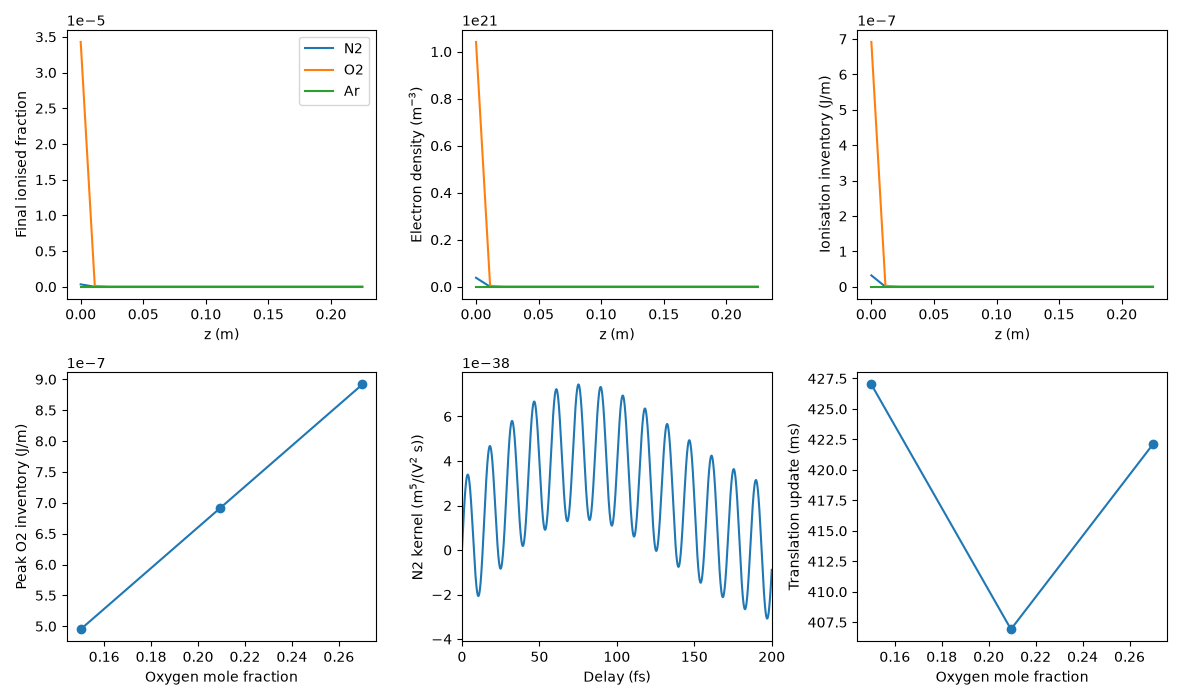 1e−5
3.5
3.0
2.5
2.0
1.5
1.0
0.5
0.0
0.00 0.05 0.10 0.15 0.20
z (m)
Final ionised fraction
N2
O2
Ar
1e21
1.0
0.8
0.6
0.4
0.2
0.0
0.00 0.05 0.10 0.15 0.20
z (m)
Electron density (m⁻³)
1e−7
7
6
5
4
3
2
1
0
0.00 0.05 0.10 0.15 0.20
z (m)
Ionisation inventory (J/m)
1e−7
9.0
8.5
8.0
7.5
7.0
6.5
6.0
5.5
5.0
0.16 0.18 0.20 0.22 0.24 0.26
Oxygen mole fraction
Peak O2 inventory (J/m)
1e−38
6
4
2
0
−2
−4
0 50 100 150 200
Delay (fs)
N2 kernel (m⁵/(V² s))
427.5
425.0
422.5
420.0
417.5
415.0
412.5
410.0
407.5
0.16 0.18 0.20 0.22 0.24 0.26
Oxygen mole fraction
Translation update (ms)